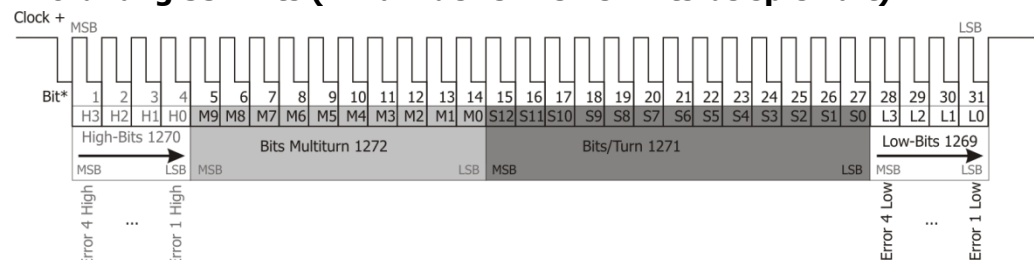 Clock +
MSB LSB
Bit* 1 2 3 4 5 6 7 8 9 10 11 12 13 14 15 16 17 18 19 20 21 22 23 24 25 26 27 28 29 30 31
H3 H2 H1 H0 M9 M8 M7 M6 M5 M4 M3 M2 M1 M0 S12 S11 S10 S9 S8 S7 S6 S5 S4 S3 S2 S1 S0 L3 L2 L1 L0
High-Bits 1270 Bits Multiturn 1272 Bits/Turn 1271 Low-Bits 1269
MSB LSB MSB LSB MSB LSB MSB LSB
Error 4 High ... Error 1 High Error 4 Low ... Error 1 Low